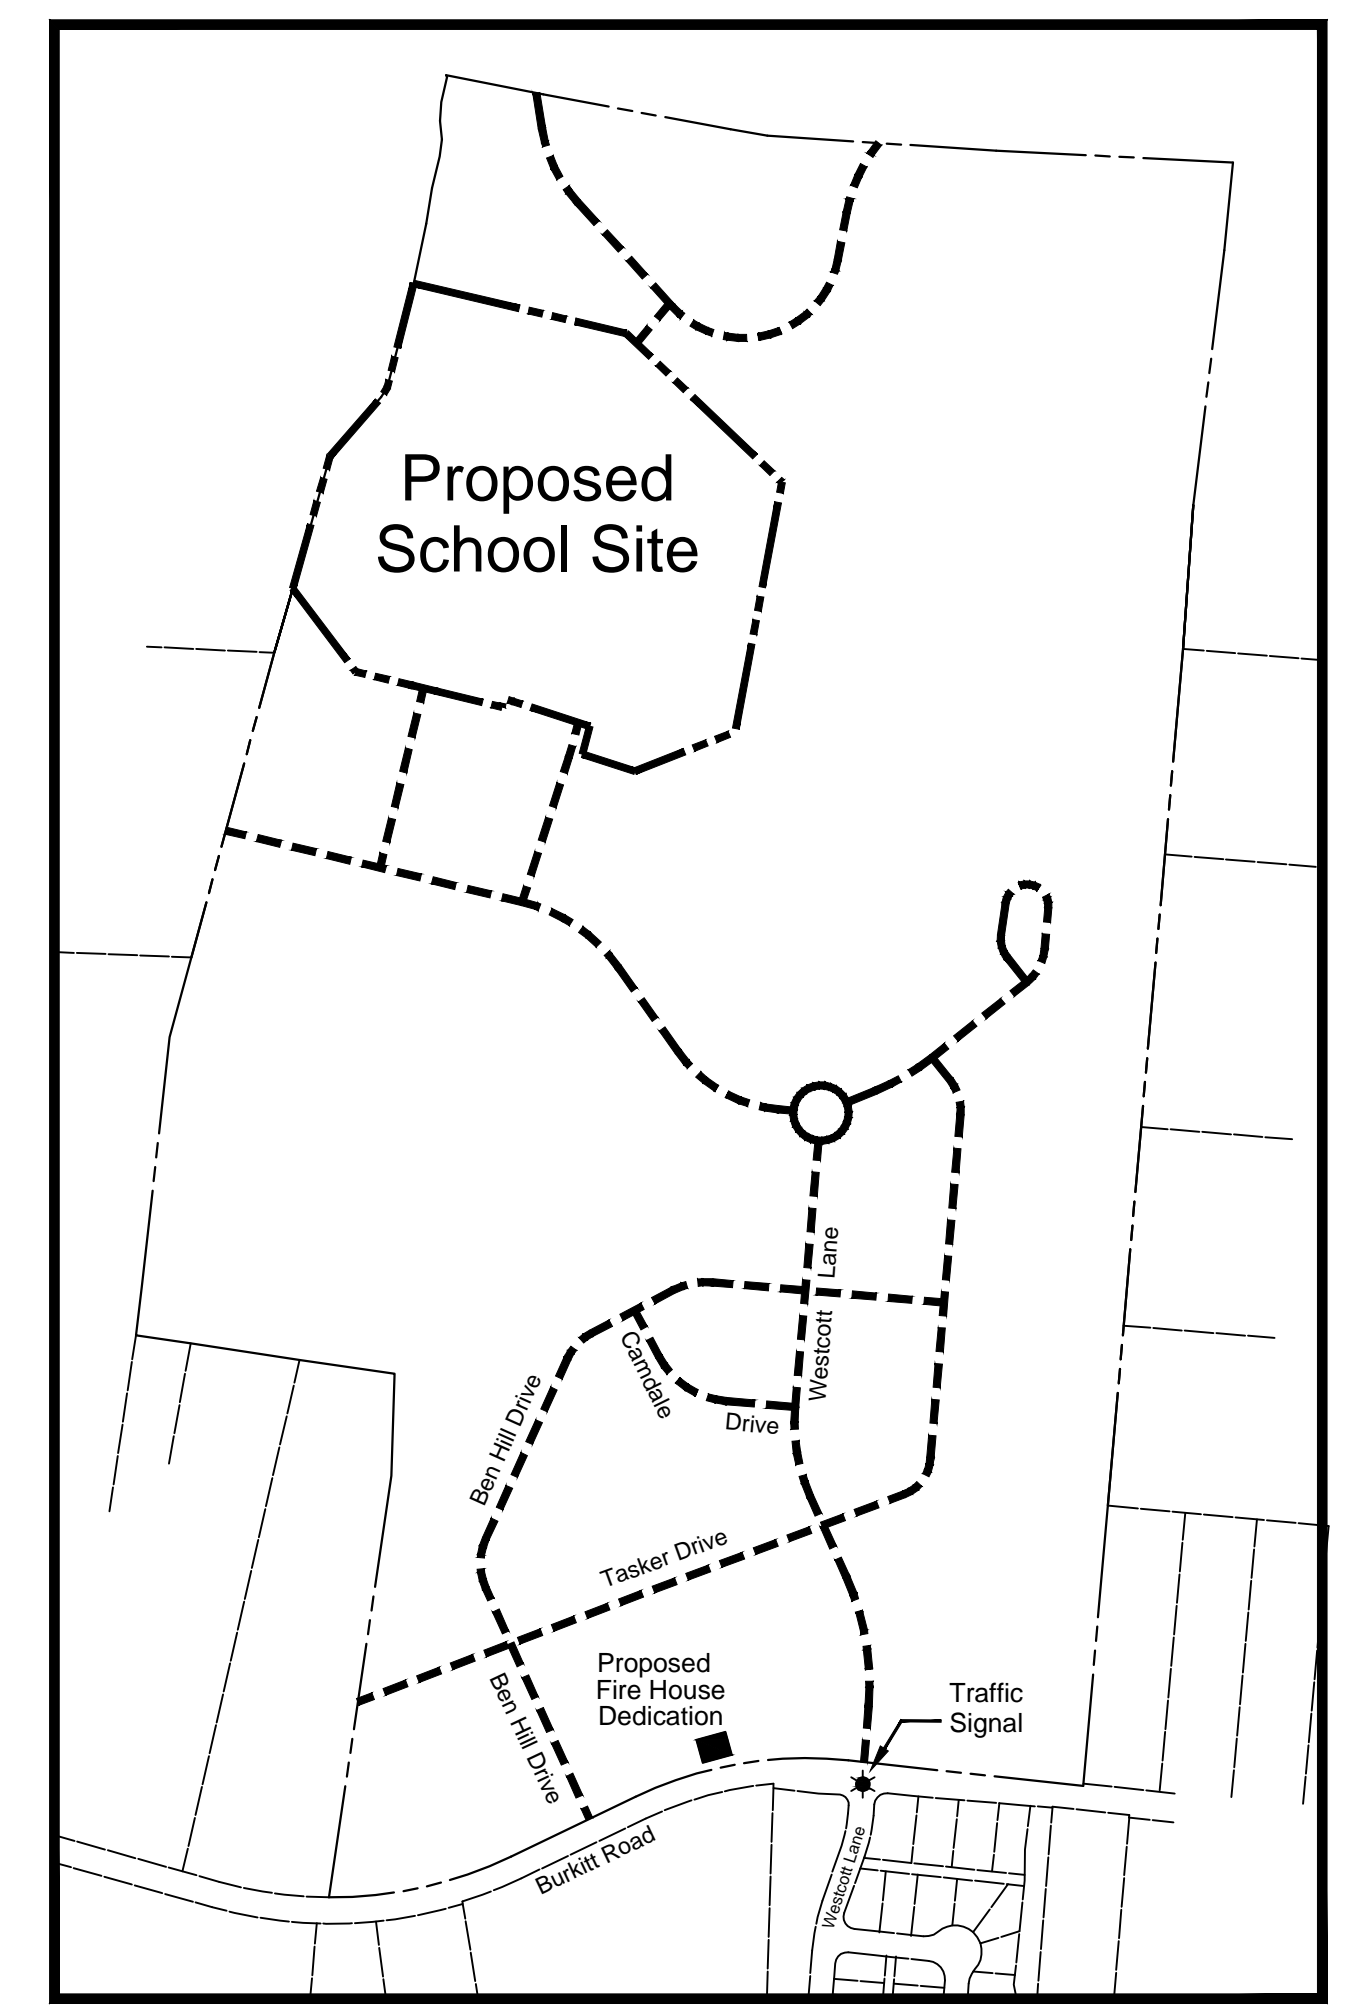 Proposed
School Site
Westcott Lane
Camdale Drive
Ben Hill Drive
Tasker Drive
Proposed
Fire House
Dedication
Ben Hill Drive
Traffic
Signal
Burkitt Road
Westcott Lane